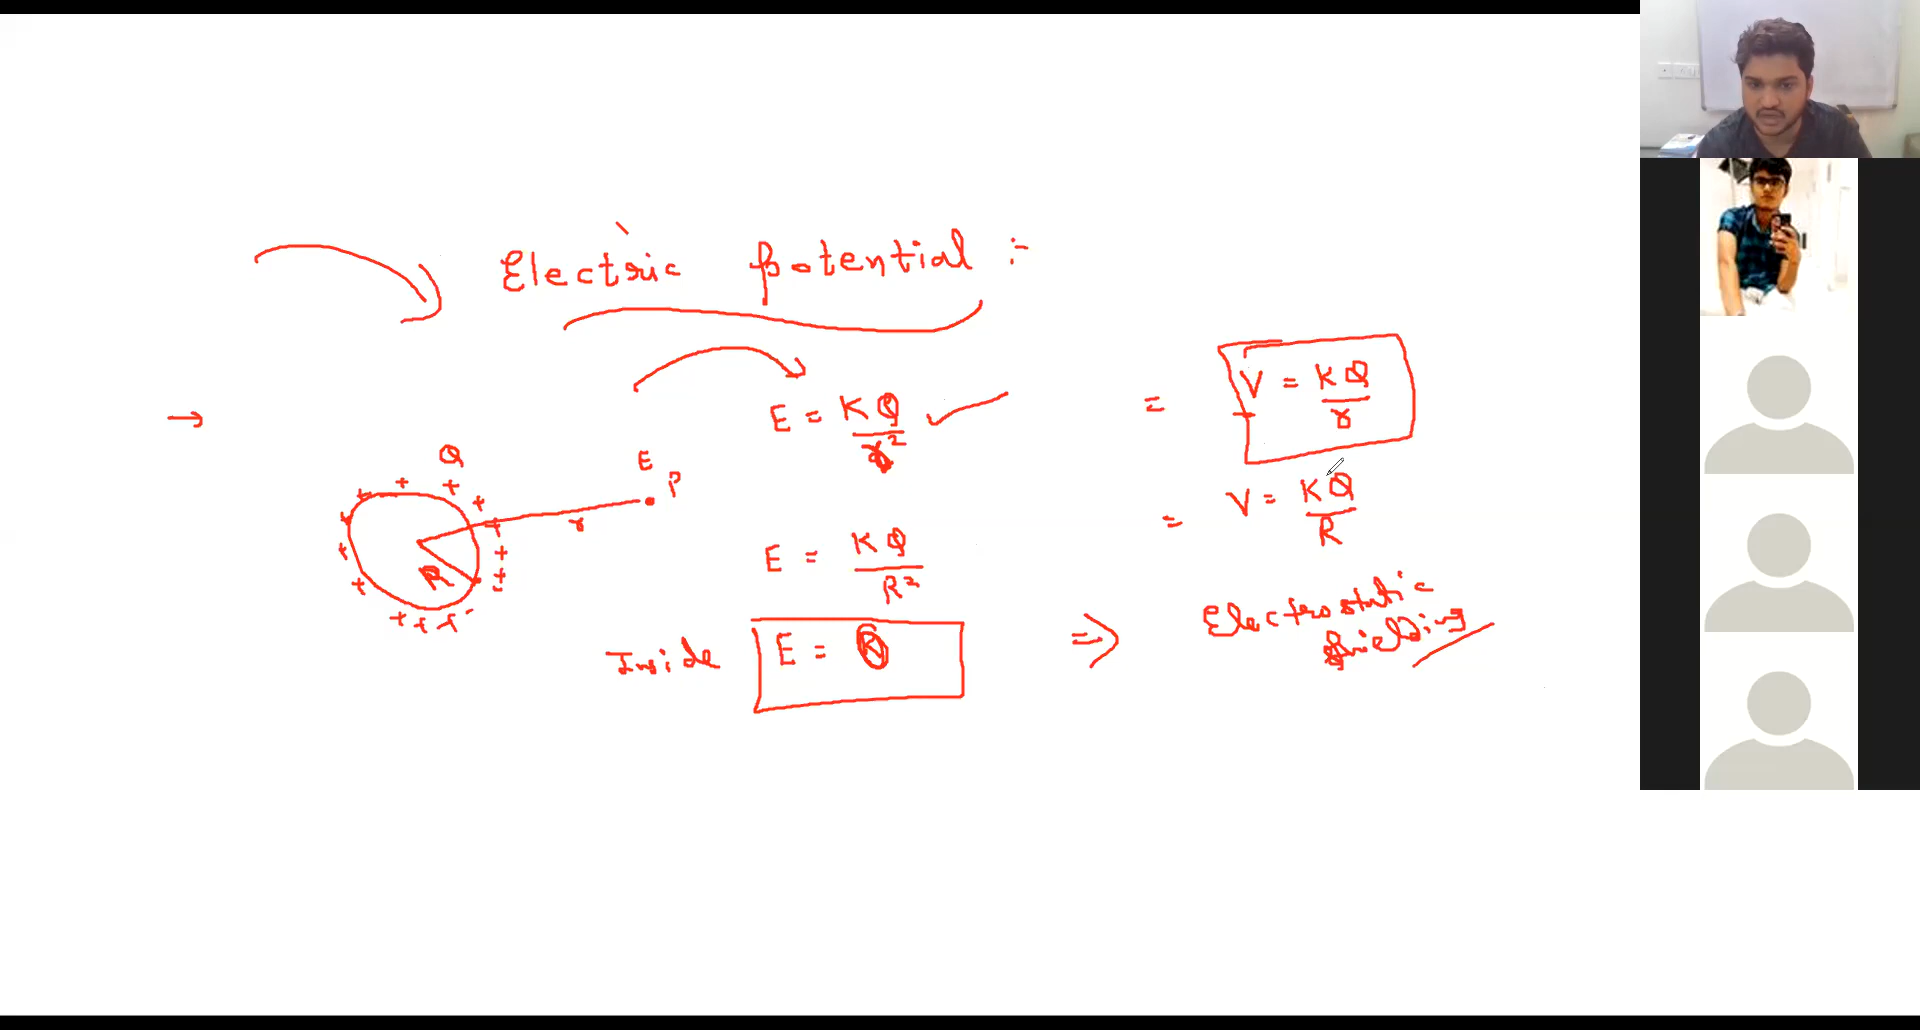 Electric Potential :-
E = KQ/r²
= V = KQ/r
Q
E
P
r
R
= V = KQ/R
E = KQ/R²
Inside E = 0
⇒ Electrostatic
shielding